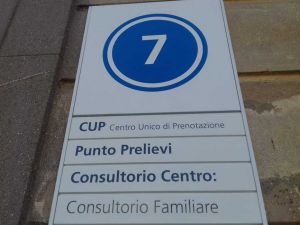 7
CUP Centro Unico di Prenotazione
Punto Prelievi
Consultorio Centro:
Consultorio Familiare